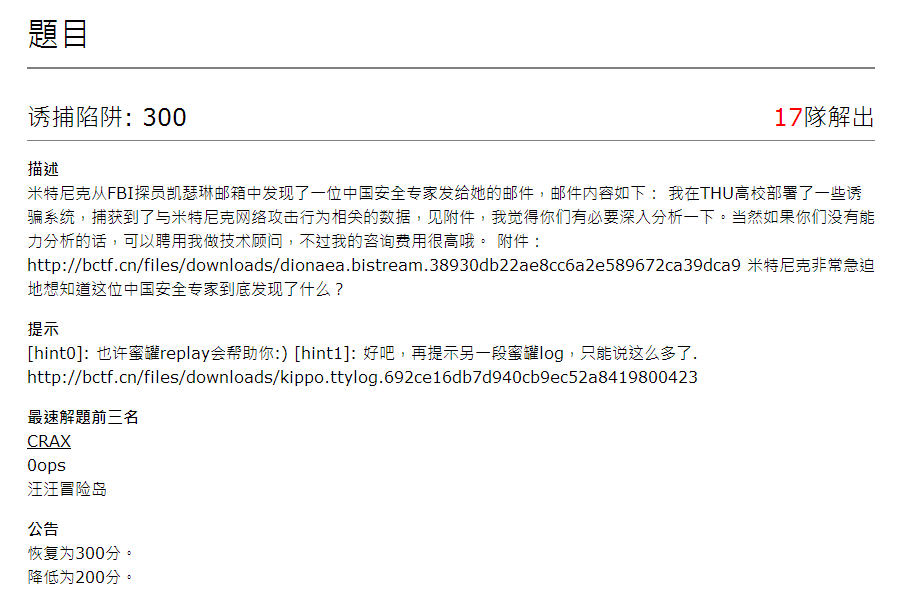 題目
诱捕陷阱: 300
17隊解出
描述
米特尼克从FBI探员凯瑟琳邮箱中发现了一位中国安全专家发给她的邮件，邮件内容如下： 我在THU高校部署了一些诱
骗系统，捕获到了与米特尼克网络攻击行为相关的数据，见附件，我觉得你们有必要深入分析一下。当然如果你们没有能
力分析的话，可以聘用我做技术顾问，不过我的咨询费用很高哦。 附件：
http://bctf.cn/files/downloads/dionaea.bistream.38930db22ae8cc6a2e589672ca39dca9 米特尼克非常急迫
地想知道这位中国安全专家到底发现了什么？
提示
[hint0]: 也许蜜罐replay会帮助你:) [hint1]: 好吧，再提示另一段蜜罐log，只能说这么多了.
http://bctf.cn/files/downloads/kippo.ttylog.692ce16db7d940cb9ec52a8419800423
最速解題前三名
CRAX
0ops
汪汪冒险岛
公告
恢复为300分。
降低为200分。